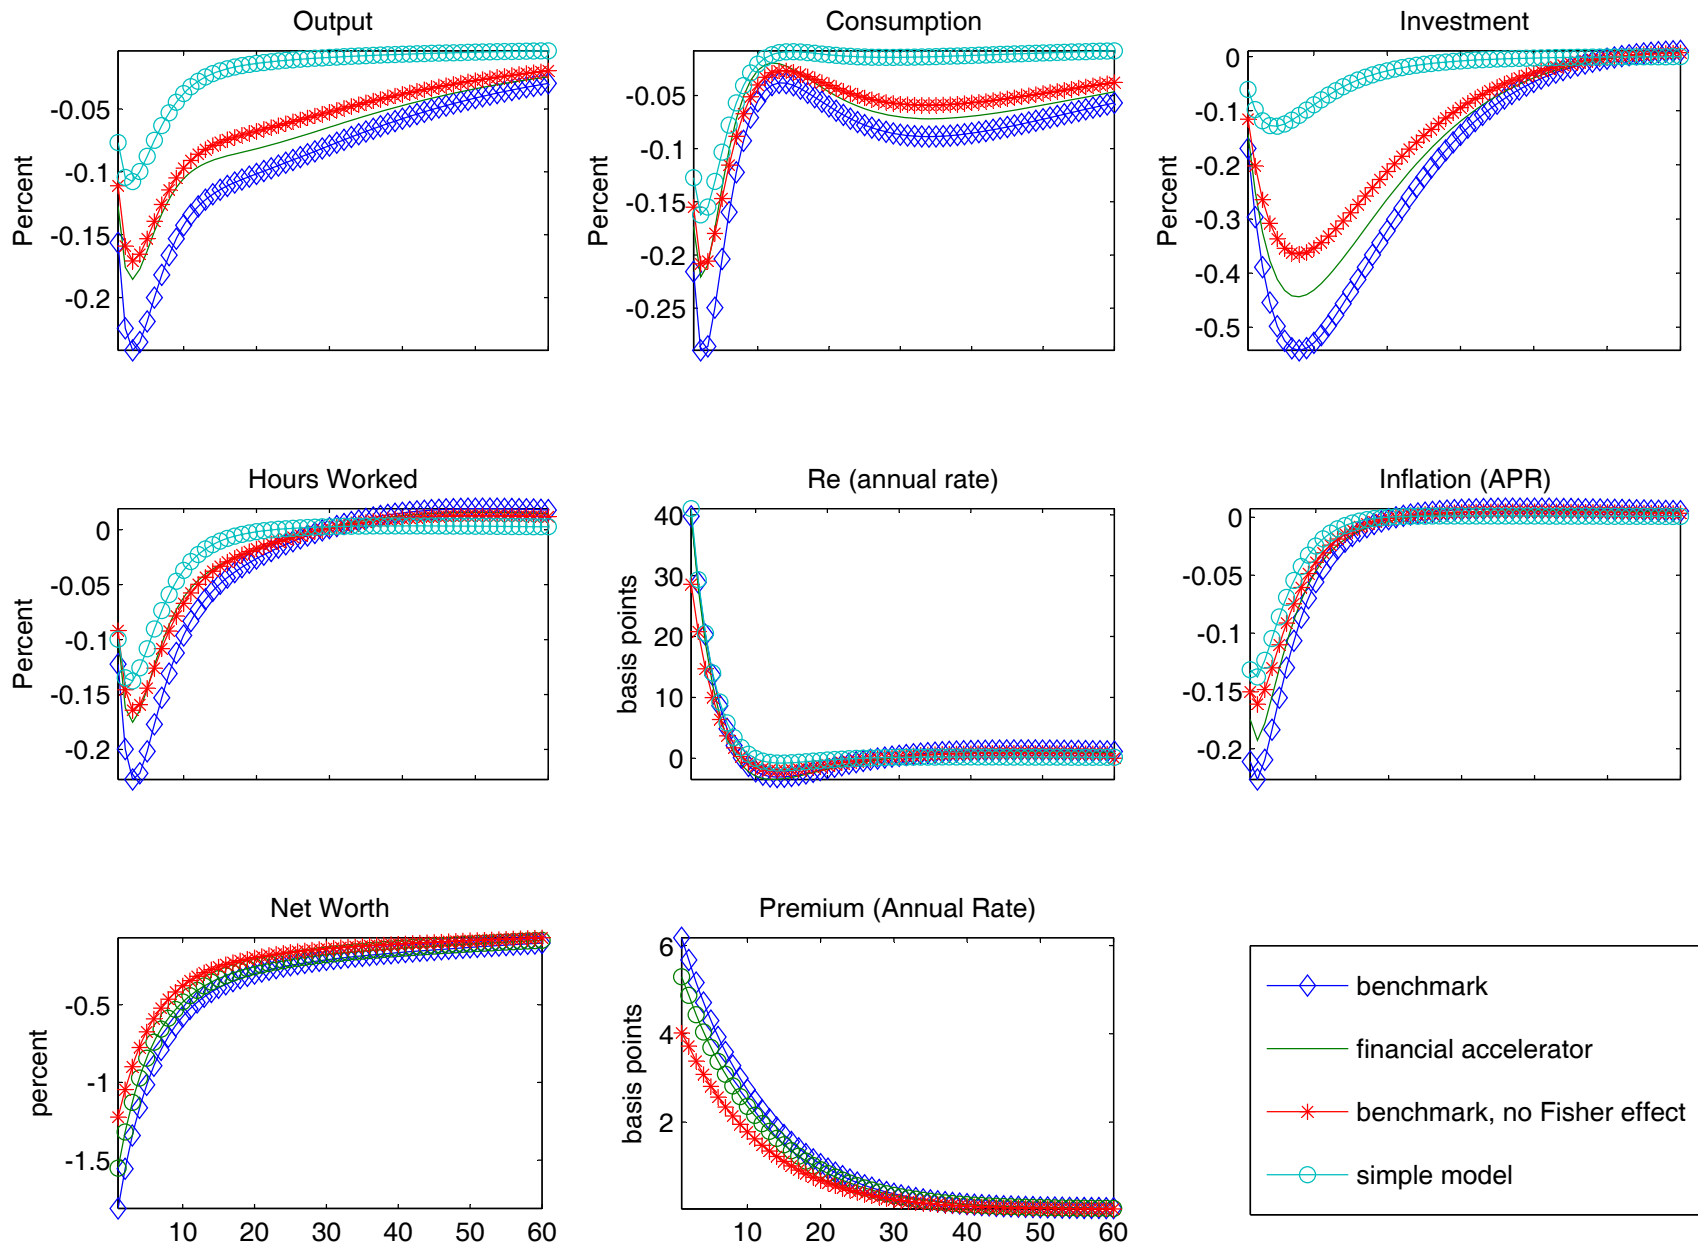 Output
Consumption
Investment
Percent
-0.05
-0.1
-0.15
-0.2
Percent
-0.05
-0.1
-0.15
-0.2
-0.25
Percent
0
-0.1
-0.2
-0.3
-0.4
-0.5
Hours Worked
Re (annual rate)
Inflation (APR)
Percent
0
-0.05
-0.1
-0.15
-0.2
basis points
40
30
20
10
0
0
-0.05
-0.1
-0.15
-0.2
Net Worth
Premium (Annual Rate)
percent
-0.5
-1
-1.5
10 20 30 40 50 60
basis points
6
4
2
10 20 30 40 50 60
benchmark
financial accelerator
benchmark, no Fisher effect
simple model